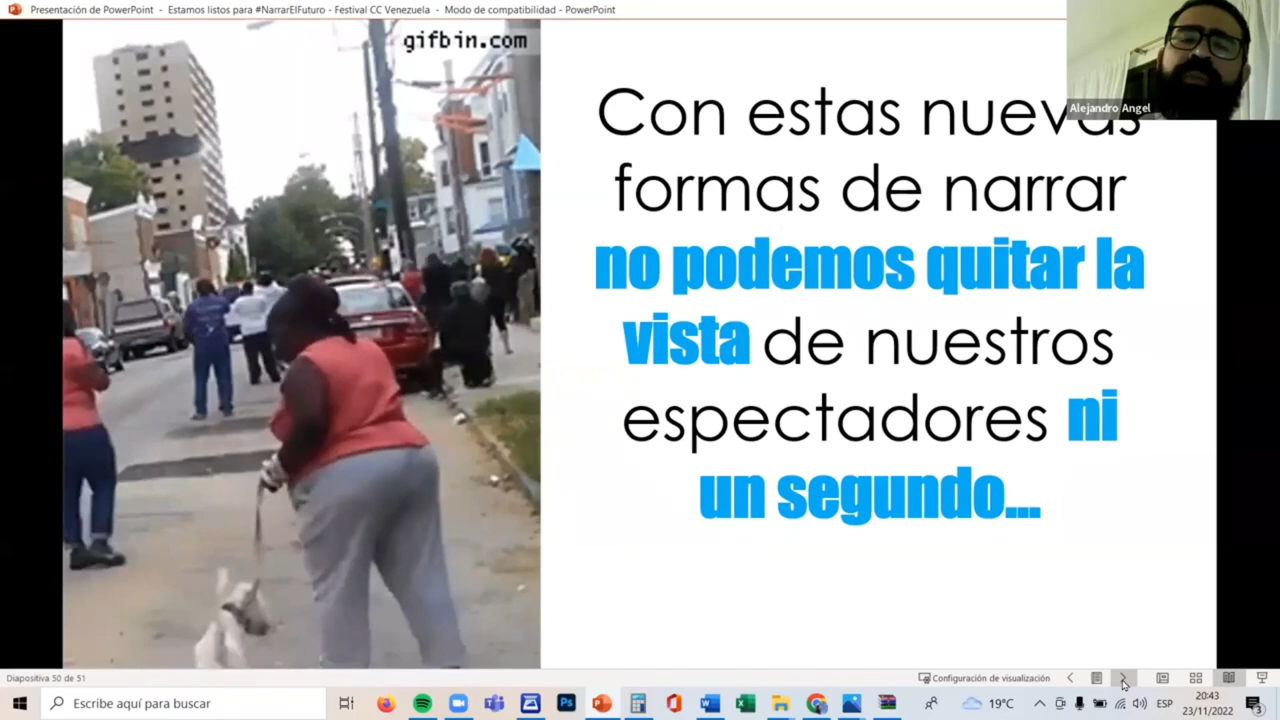 Presentación de PowerPoint - Estamos listos para #NarrarElFuturo - Festival CC Venezuela - Modo de compatibilidad - PowerPoint
gifbin.com
Alejandro Angel
Con estas nuevas
formas de narrar
no podemos quitar la
vista de nuestros
espectadores ni
un segundo...
Diapositiva 50 de 51
Configuración de visualización
Escribe aquí para buscar
19°C
ESP
20:43
23/11/2022
3